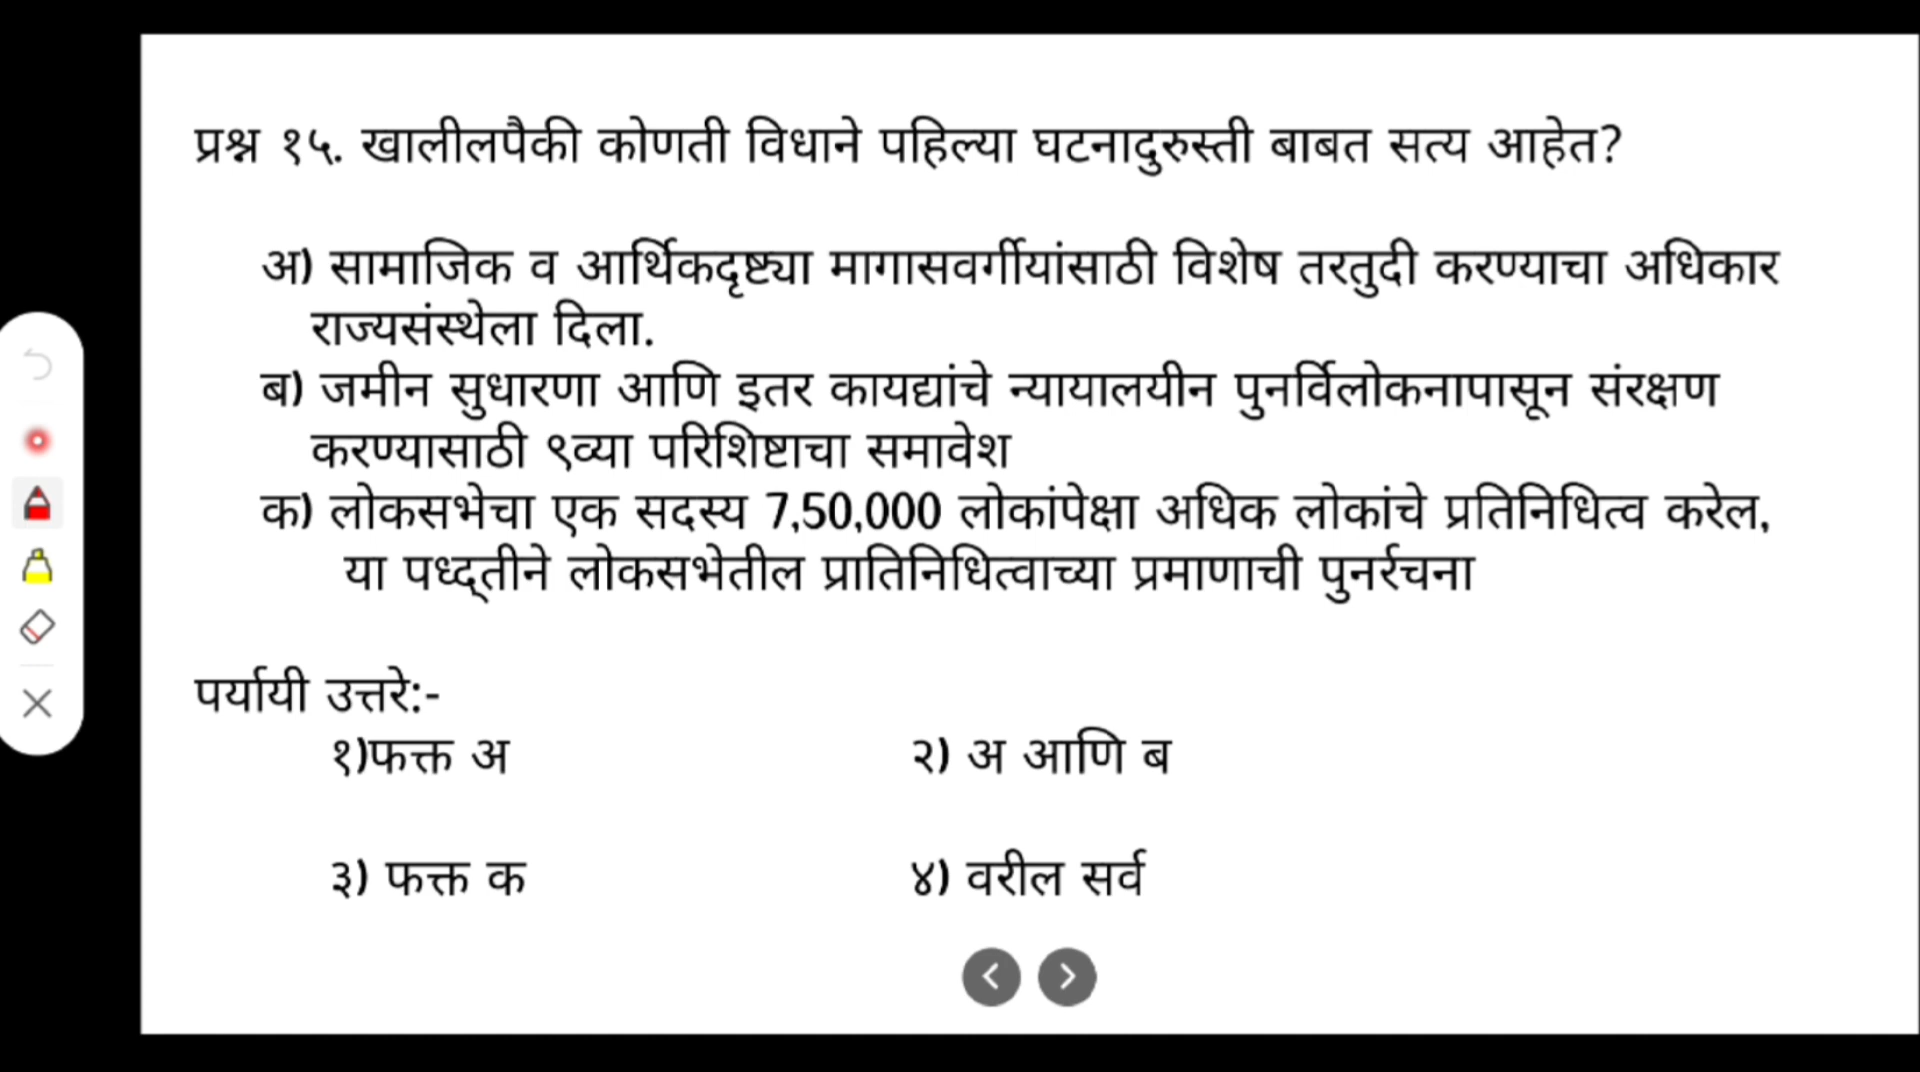 प्रश्न १५. खालीलपैकी कोणती विधाने पहिल्या घटनादुरुस्ती बाबत सत्य आहेत?
अ) सामाजिक व आर्थिकदृष्ट्या मागासवर्गीयांसाठी विशेष तरतुदी करण्याचा अधिकार
राज्यसंस्थेला दिला.
ब) जमीन सुधारणा आणि इतर कायद्यांचे न्यायालयीन पुनर्विलोकनापासून संरक्षण
करण्यासाठी ९व्या परिशिष्टाचा समावेश
क) लोकसभेचा एक सदस्य 7,50,000 लोकांपेक्षा अधिक लोकांचे प्रतिनिधित्व करेल,
या पध्द्तीने लोकसभेतील प्रातिनिधित्वाच्या प्रमाणाची पुनर्रचना
पर्यायी उत्तरे:-
१)फक्त अ २) अ आणि ब
३) फक्त क ४) वरील सर्व